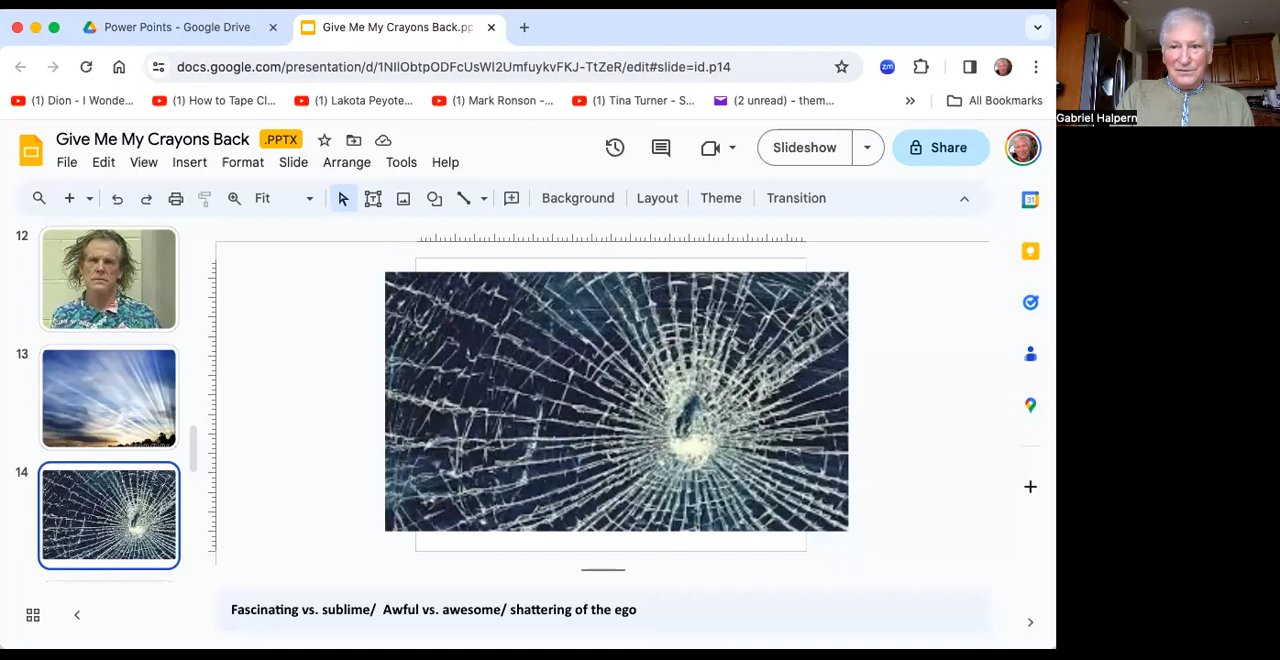 Power Points - Google Drive
Give Me My Crayons Back.pp
docs.google.com/presentation/d/1NIlObtpODFoUsWl2UmfuykvFKJ-TtZeR/edit#slide=id.p14
zm
(1) Dion - I Wonde...
(1) How to Tape Cl...
(1) Lakota Peyote...
(1) Mark Ronson -...
(1) Tina Turner - S...
(2 unread) - them...
All Bookmarks
Gabriel Halpern
Give Me My Crayons Back .PPTX
File Edit View Insert Format Slide Arrange Tools Help
Slideshow
Share
Fit
Background Layout Theme Transition
31
12
13
14
Fascinating vs. sublime/ Awful vs. awesome/ shattering of the ego